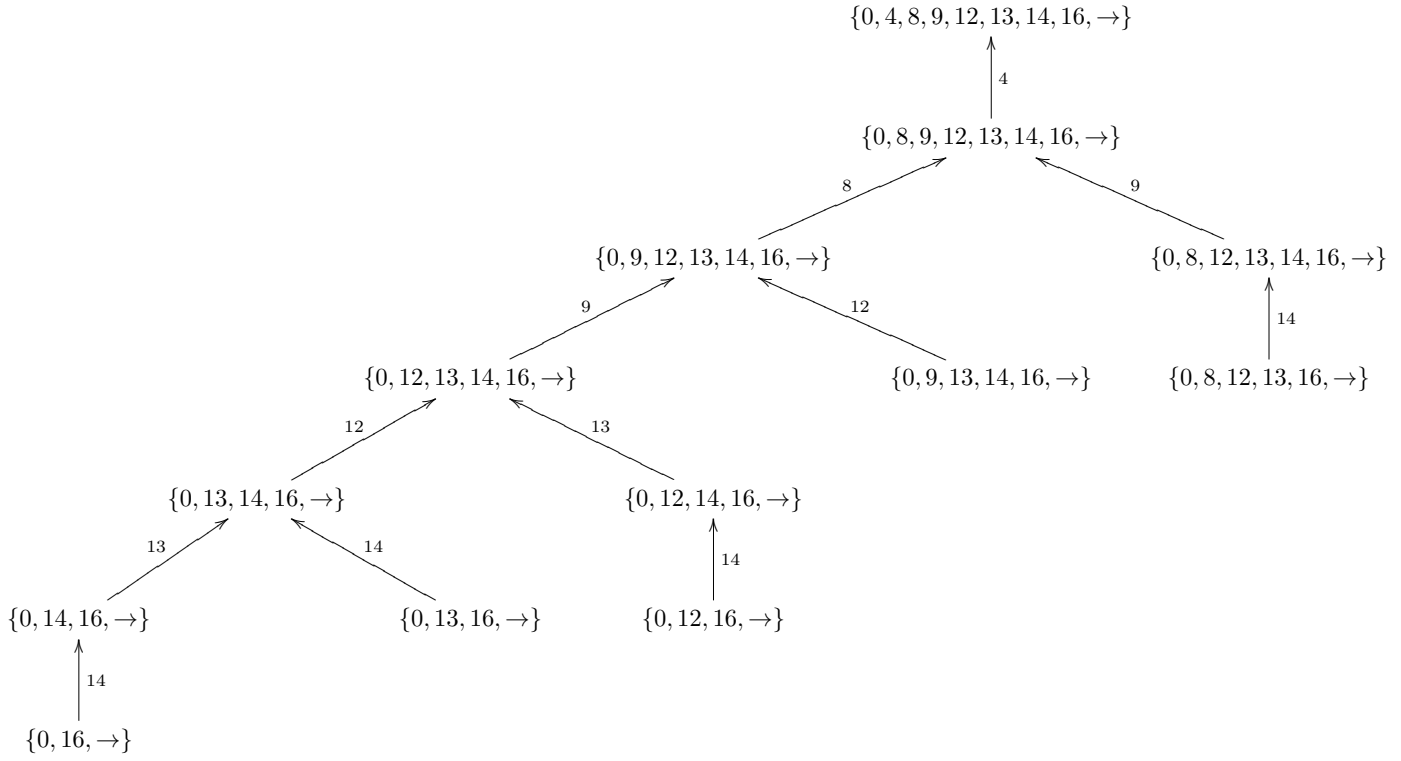 {0, 4, 8, 9, 12, 13, 14, 16, →}
4
{0, 8, 9, 12, 13, 14, 16, →}
8 9
{0, 9, 12, 13, 14, 16, →} {0, 8, 12, 13, 14, 16, →}
9 12 14
{0, 12, 13, 14, 16, →} {0, 9, 13, 14, 16, →} {0, 8, 12, 13, 16, →}
12 13
{0, 13, 14, 16, →} {0, 12, 14, 16, →}
13 14 14
{0, 14, 16, →} {0, 13, 16, →} {0, 12, 16, →}
14
{0, 16, →}